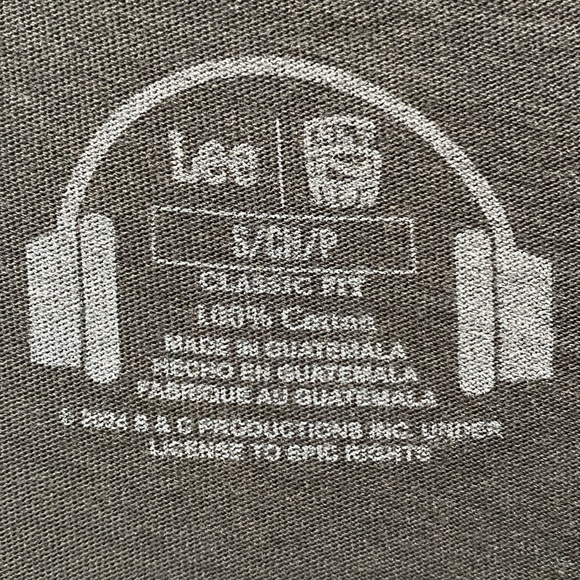 Lee
S/CH/P
CLASSIC FIT
100% Cotton
MADE IN GUATEMALA
HECHO EN GUATEMALA
FABRIQUE AU GUATEMALA
© 2024 B & C PRODUCTIONS INC. UNDER
LICENSE TO EPIC RIGHTS